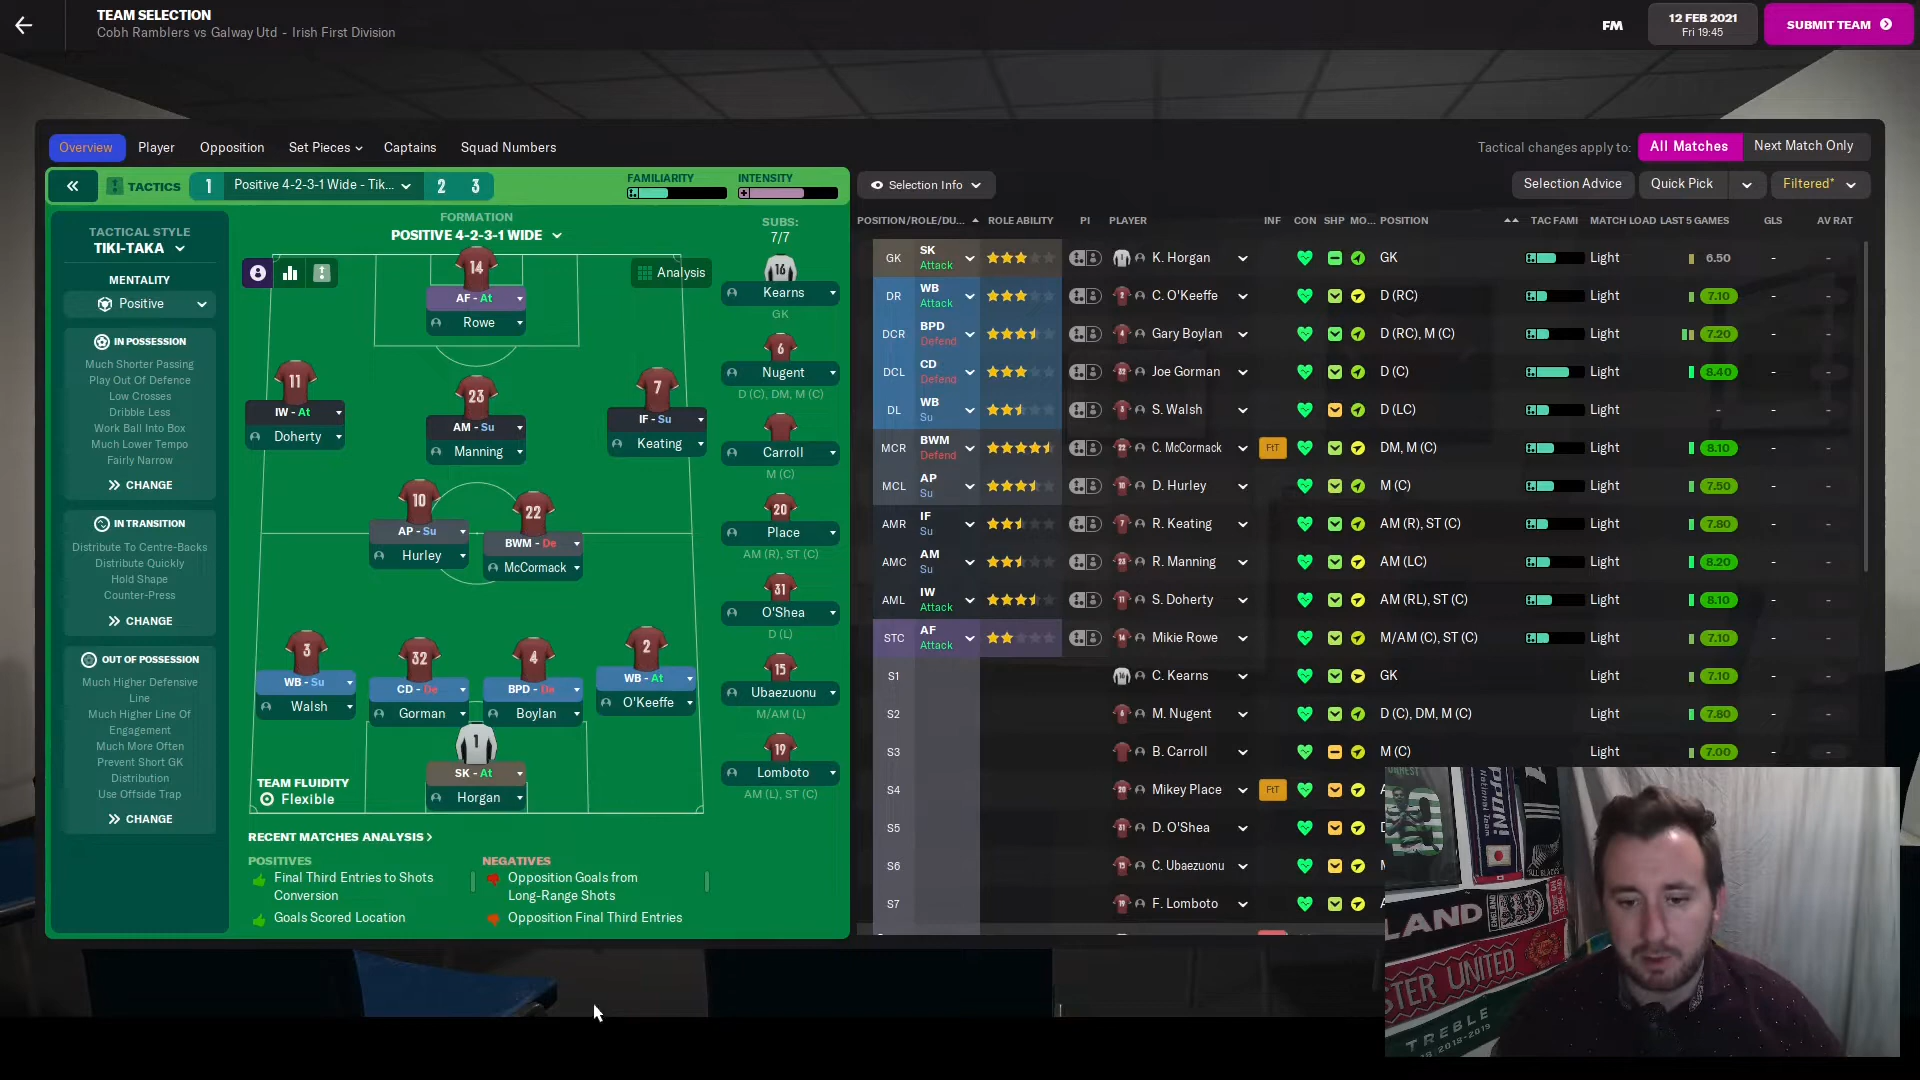 TEAM SELECTION
Cobh Ramblers vs Galway Utd - Irish First Division
FM
12 FEB 2021
Fri 19:45
SUBMIT TEAM
Overview Player Opposition Set Pieces Captains Squad Numbers
Tactical changes apply to: All Matches Next Match Only
TACTICS 1 Positive 4-2-3-1 Wide - Tik... 2 3
FAMILIARITY INTENSITY
Selection Info Selection Advice Quick Pick Filtered*
TACTICAL STYLE
TIKI-TAKA
MENTALITY
Positive
IN POSSESSION
Much Shorter Passing
Play Out Of Defence
Low Crosses
Dribble Less
Work Ball Into Box
Much Lower Tempo
Fairly Narrow
CHANGE
IN TRANSITION
Distribute To Centre-Backs
Distribute Quickly
Hold Shape
Counter-Press
CHANGE
OUT OF POSSESSION
Much Higher Defensive
Line
Much Higher Line Of
Engagement
Much More Often
Prevent Short GK
Distribution
Use Offside Trap
CHANGE
FORMATION
POSITIVE 4-2-3-1 WIDE
Analysis
14
AF - At
Rowe
11
IW - At
Doherty
23
AM - Su
Manning
7
IF - Su
Keating
10
AP - Su
Hurley
22
BWM - De
McCormack
3
WB - Su
Walsh
32
CD - De
Gorman
4
BPD - De
Boylan
2
WB - At
O'Keeffe
1
SK - At
Horgan
TEAM FLUIDITY
Flexible
SUBS:
7/7
16
Kearns
GK
6
Nugent
D (C), DM, M (C)
Carroll
M (C)
20
Place
AM (R), ST (C)
31
O'Shea
D (L)
15
Ubaezuonu
M/AM (L)
19
Lomboto
AM (L), ST (C)
RECENT MATCHES ANALYSIS
POSITIVES
Final Third Entries to Shots
Conversion
Goals Scored Location
NEGATIVES
Opposition Goals from
Long-Range Shots
Opposition Final Third Entries
POSITION/ROLE/DU... ROLE ABILITY PI PLAYER INF CON SHP MO... POSITION TAC FAMI MATCH LOAD LAST 5 GAMES GLS AV RAT
GK SK Attack K. Horgan GK Light 6.50 - -
DR WB Attack C. O'Keeffe D (RC) Light 7.10 - -
DCR BPD Defend Gary Boylan D (RC), M (C) Light 7.20 - -
DCL CD Defend Joe Gorman D (C) Light 8.40 - -
DL WB Su S. Walsh D (LC) Light - - -
MCR BWM Defend C. McCormack FtT DM, M (C) Light 8.10 - -
MCL AP Su D. Hurley M (C) Light 7.50 - -
AMR IF Su R. Keating AM (R), ST (C) Light 7.80 - -
AMC AM Su R. Manning AM (LC) Light 8.20 - -
AML IW Attack S. Doherty AM (RL), ST (C) Light 8.10 - -
STC AF Attack Mikie Rowe M/AM (C), ST (C) Light 7.10 - -
S1 C. Kearns GK Light 7.10 - -
S2 M. Nugent D (C), DM, M (C) Light 7.80 - -
S3 B. Carroll M (C) Light 7.00 - -
S4 Mikey Place FtT
S5 D. O'Shea
S6 C. Ubaezuonu
S7 F. Lomboto
National Team
ALL BLACKS
ENGLAND
LAND
STER UNITED
TREBLE
2018-2019